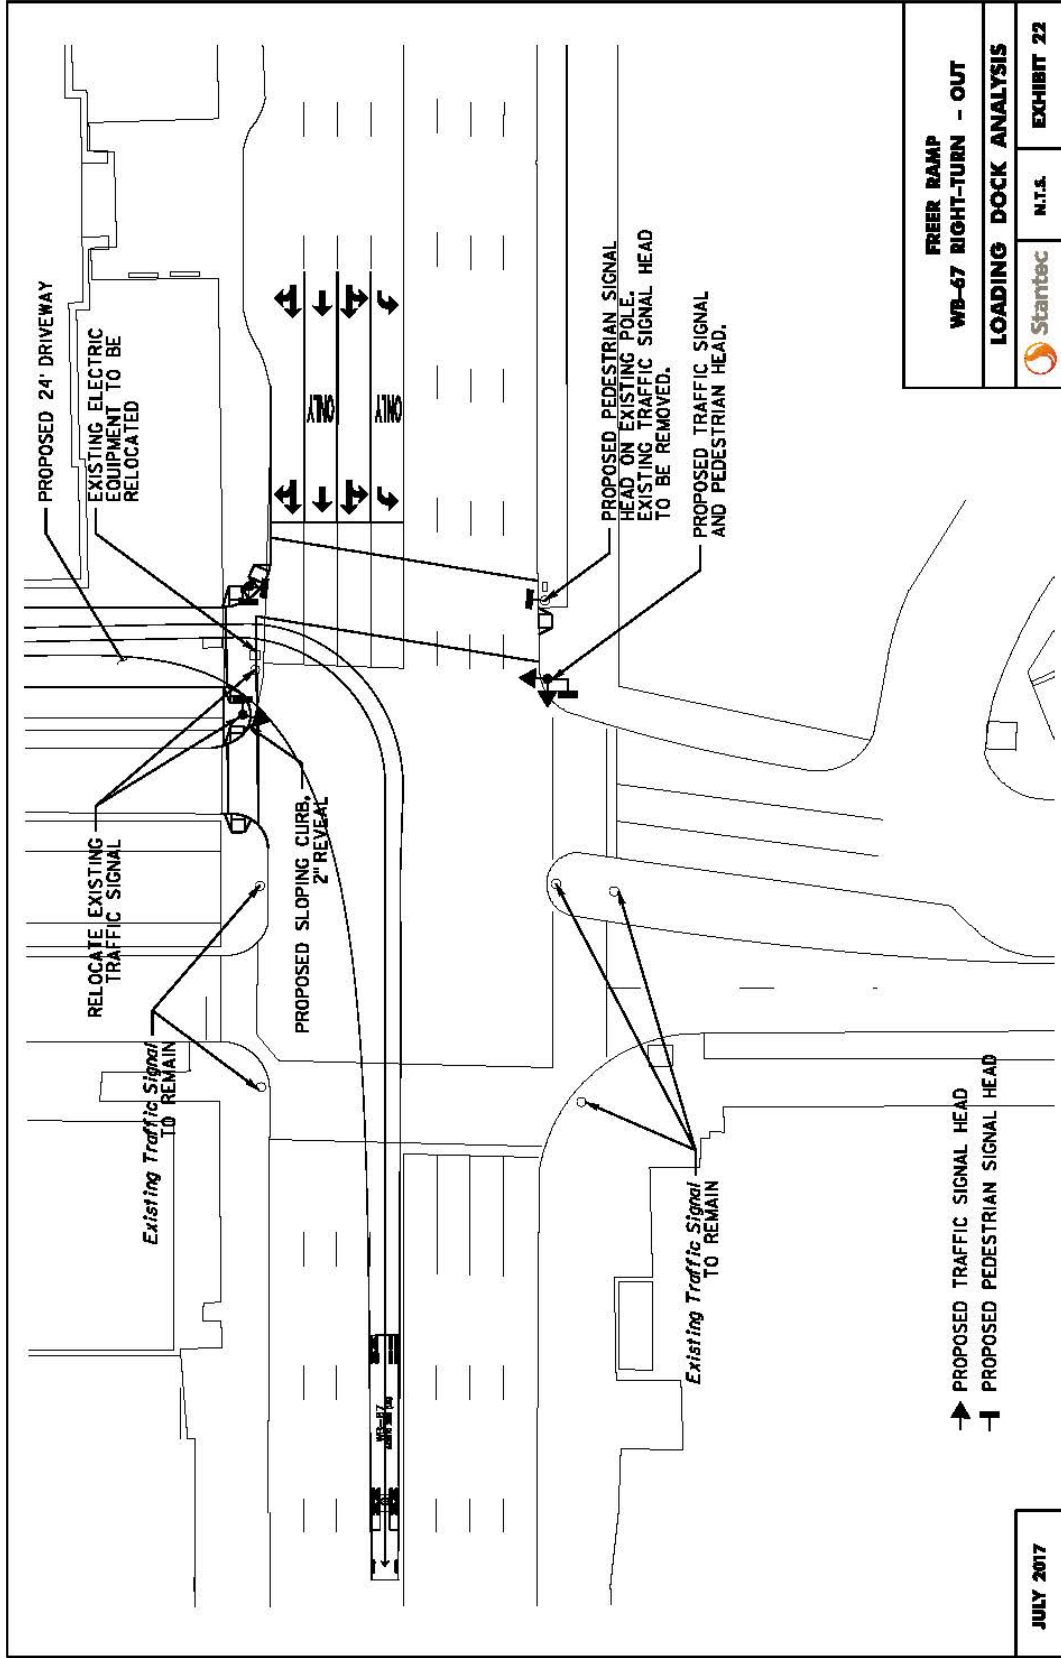 PROPOSED 24' DRIVEWAY
EXISTING ELECTRIC
EQUIPMENT TO BE
RELOCATED
RELOCATE EXISTING
TRAFFIC SIGNAL
Existing Traffic Signal
TO REMAIN
PROPOSED SLOPING CURB,
2" REVEAL
ONLY
ONLY
PROPOSED PEDESTRIAN SIGNAL
HEAD ON EXISTING POLE.
EXISTING TRAFFIC SIGNAL HEAD
TO BE REMOVED.
PROPOSED TRAFFIC SIGNAL
AND PEDESTRIAN HEAD.
WB-67
Existing Traffic Signal
TO REMAIN
PROPOSED TRAFFIC SIGNAL HEAD
PROPOSED PEDESTRIAN SIGNAL HEAD
JULY 2017
FREER RAMP
WB-67 RIGHT-TURN - OUT
LOADING DOCK ANALYSIS
Stantec
N.T.S.
EXHIBIT 22